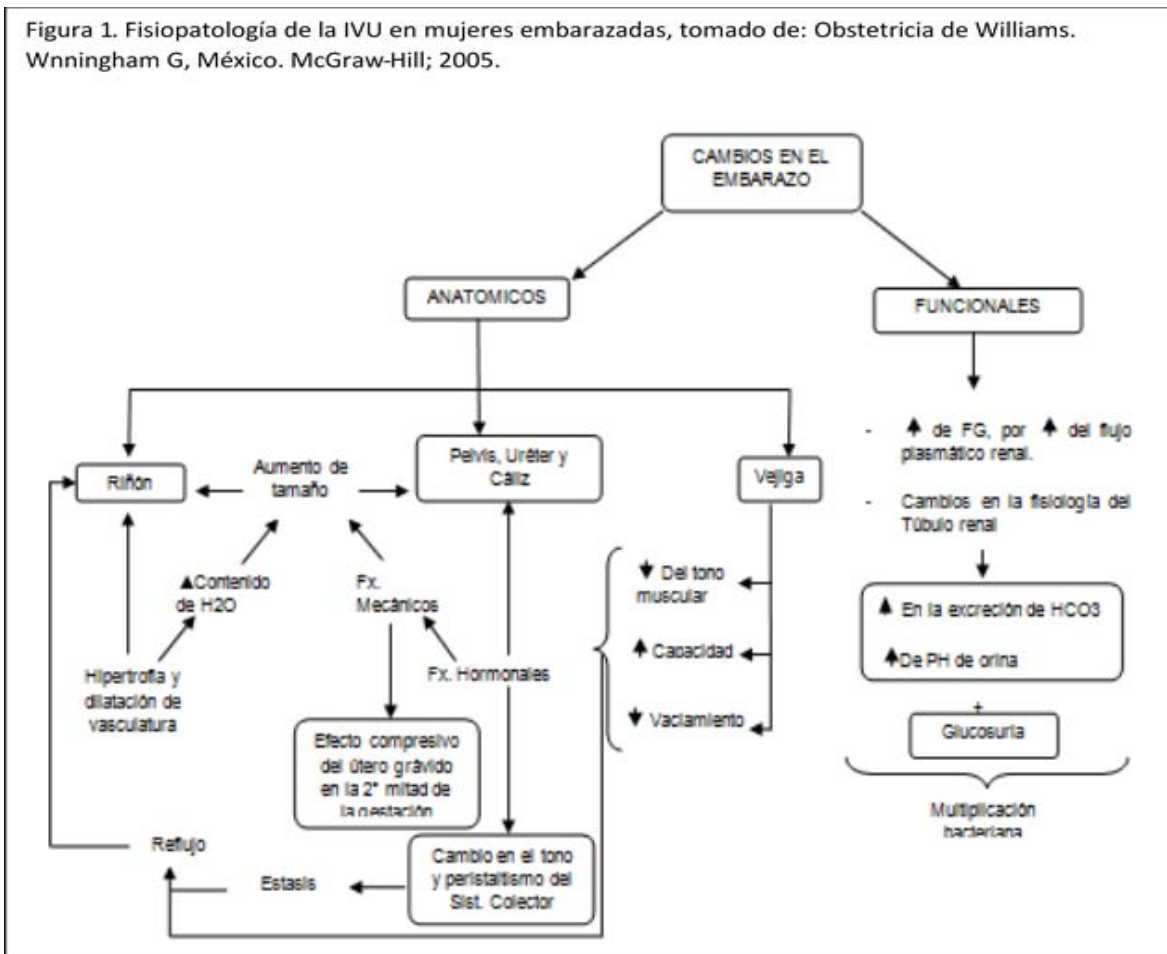 Figura 1. Fisiopatología de la IVU en mujeres embarazadas, tomado de: Obstetricia de Williams.
Wnningham G, México. McGraw-Hill; 2005.
CAMBIOS EN EL
EMBARAZO
ANATOMICOS
FUNCIONALES
Riñón
Aumento de
tamaño
Pelvis, Uréter y
Cáliz
Vejiga
- ↑ de FG, por ↑ del flujo
plasmático renal.
- Cambios en la fisiología del
Túbulo renal
▲Contenido
de H2O
Fx.
Mecánicos
Hipertrofia y
dilatación de
vasculatura
Fx. Hormonales
↓ Del tono
muscular
↑ Capacidad
↓ Vaciamiento
↑ En la excreción de HCO3
↑De PH de orina
+
Glucosuria
Multiplicación
bacteriana
Efecto compresivo
del útero grávido
en la 2° mitad de
la gestación
Reflujo
Estasis
Cambio en el tono
y peristaltismo del
Sist. Colector